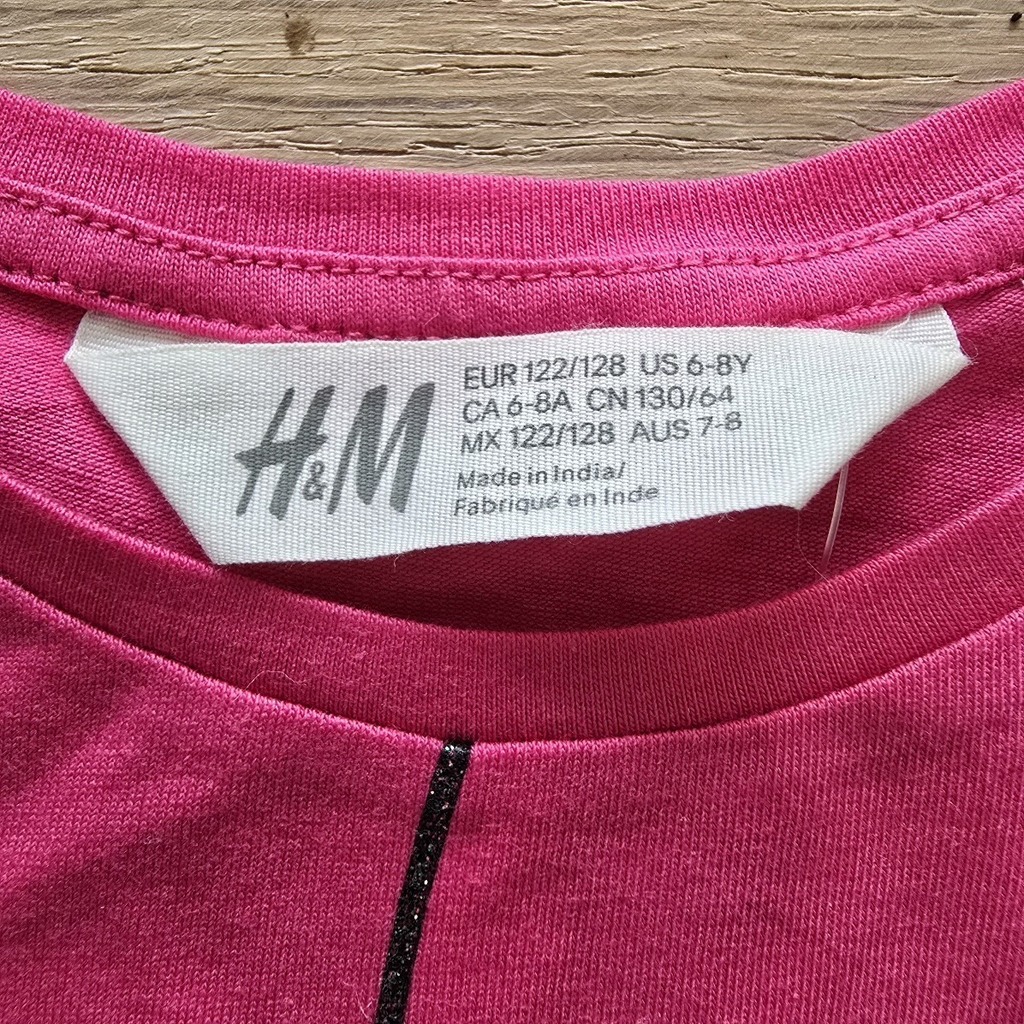 H&M
EUR 122/128 US 6-8Y
CA 6-8A CN 130/64
MX 122/128 AUS 7-8
Made in India/
Fabriqué en Inde